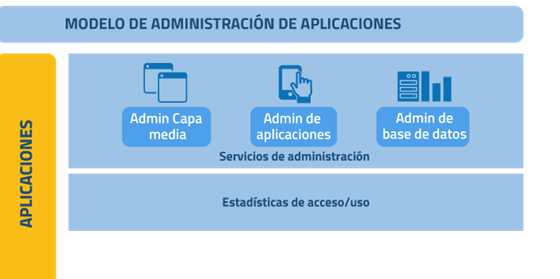 MODELO DE ADMINISTRACIÓN DE APLICACIONES
APLICACIONES
Admin Capa
media
Admin de
aplicaciones
Admin de
base de datos
Servicios de administración
Estadísticas de acceso/uso